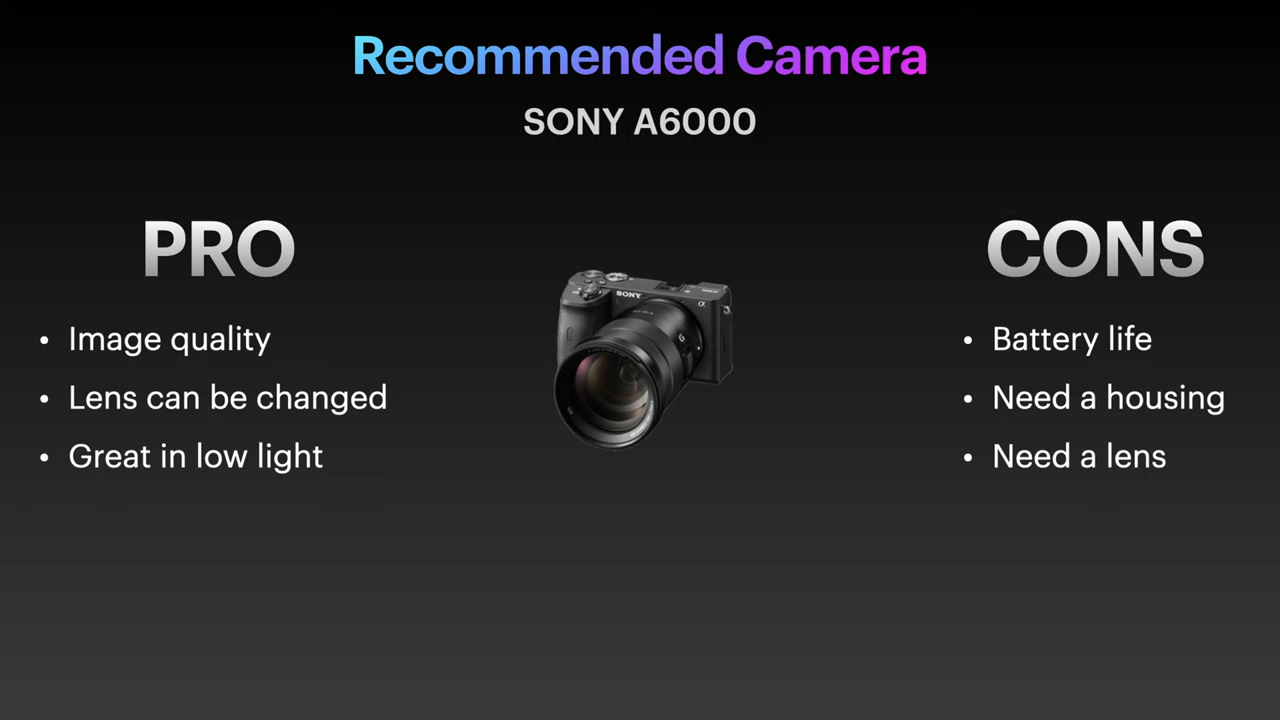 Recommended Camera
SONY A6000
PRO
• Image quality
• Lens can be changed
• Great in low light
SONY
α
G
CONS
• Battery life
• Need a housing
• Need a lens